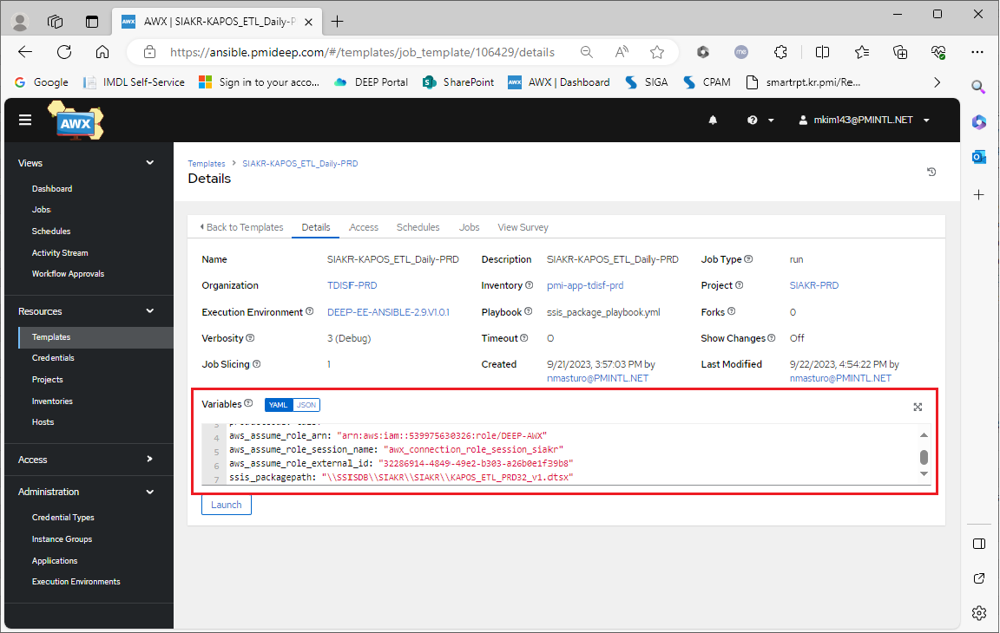 AWX | SIAKR-KAPOS_ETL_Daily-P
https://ansible.pmideep.com/#/templates/job_template/106429/details
Google IMDL Self-Service Sign in to your acco... DEEP Portal SharePoint AWX | Dashboard SIGA CPAM smartrpt.kr.pmi/Re...
AWX
mkim143@PMINTL.NET
Views
Dashboard
Jobs
Schedules
Activity Stream
Workflow Approvals
Resources
Templates
Credentials
Projects
Inventories
Hosts
Access
Administration
Credential Types
Instance Groups
Applications
Execution Environments
Templates > SIAKR-KAPOS_ETL_Daily-PRD
Details
Back to Templates Details Access Schedules Jobs View Survey
Name SIAKR-KAPOS_ETL_Daily-PRD Description SIAKR-KAPOS_ETL_Daily-PRD Job Type run
Organization TDISF-PRD Inventory pmi-app-tdisf-prd Project SIAKR-PRD
Execution Environment DEEP-EE-ANSIBLE-2.9.V1.0.1 Playbook ssis_package_playbook.yml Forks 0
Verbosity 3 (Debug) Timeout 0 Show Changes Off
Job Slicing 1 Created 9/21/2023, 3:57:03 PM by nmasturo@PMINTL.NET Last Modified 9/22/2023, 4:54:22 PM by nmasturo@PMINTL.NET
Variables YAML JSON
3
4 aws_assume_role_arn: "arn:aws:iam::539975630326:role/DEEP-AWX"
5 aws_assume_role_session_name: "awx_connection_role_session_siakr"
6 aws_assume_role_external_id: "32286914-4849-49e2-b303-a26b0e1f39b8"
7 ssis_packagepath: "\\SSISDB\\SIAKR\\SIAKR\\KAPOS_ETL_PRD32_v1.dtsx"
Launch